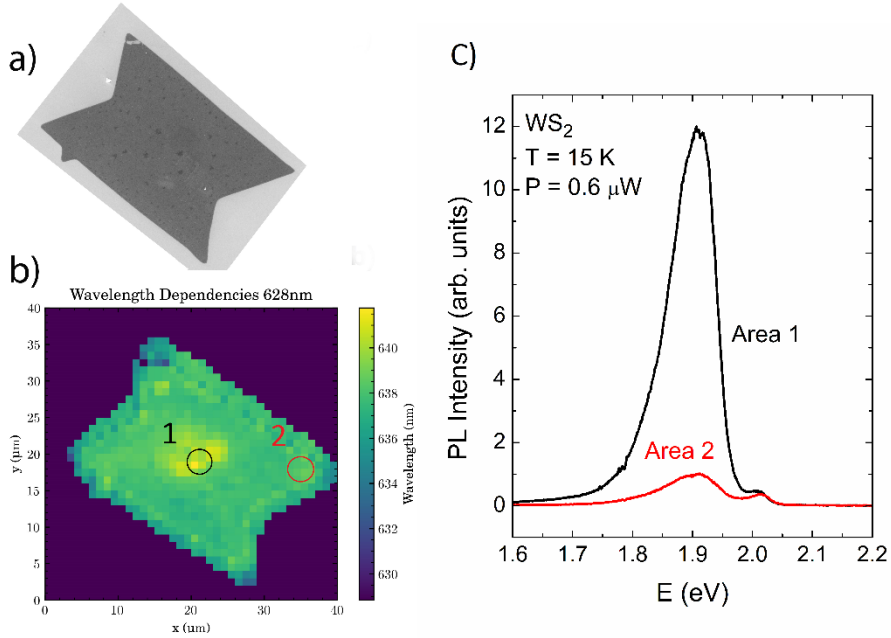 a)
b)
Wavelength Dependencies 628nm
40
35
30
25
20
15
10
5
0
y (μm)
0
10
20
30
40
x (μm)
1
2
640
638
636
634
632
630
Wavelength (nm)
C)
WS2
T = 15 K
P = 0.6 μW
12
10
8
6
4
2
0
PL Intensity (arb. units)
Area 1
Area 2
1.6
1.7
1.8
1.9
2.0
2.1
2.2
E (eV)